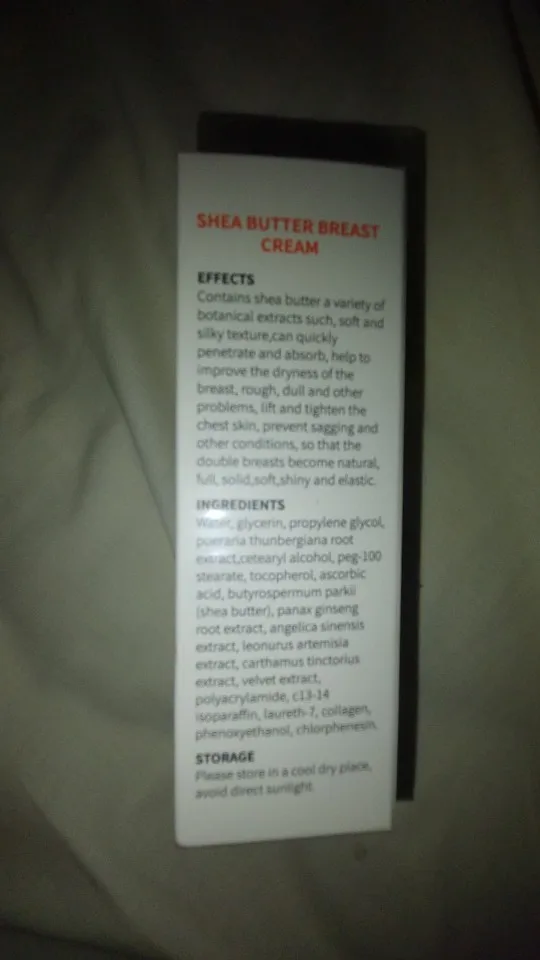 SHEA BUTTER BREAST
CREAM
EFFECTS
Contains shea butter a variety of
botanical extracts such, soft and
silky texture,can quickly
penetrate and absorb, help to
improve the dryness of the
breast, rough, dull and other
problems, lift and tighten the
chest skin, prevent sagging and
other conditions, so that the
double breasts become natural,
full, solid,soft,shiny and elastic.
INGREDIENTS
Water, glycerin, propylene glycol,
pueraria thunbergiana root
extract,cetearyl alcohol, peg-100
stearate, tocopherol, ascorbic
acid, butyrospermum parkii
(shea butter), panax ginseng
root extract, angelica sinensis
extract, leonurus artemisia
extract, carthamus tinctorius
extract, velvet extract,
polyacrylamide, c13-14
isoparaffin, laureth-7, collagen,
phenoxyethanol, chlorphenesin.
STORAGE
Please store in a cool dry place,
avoid direct sunlight.